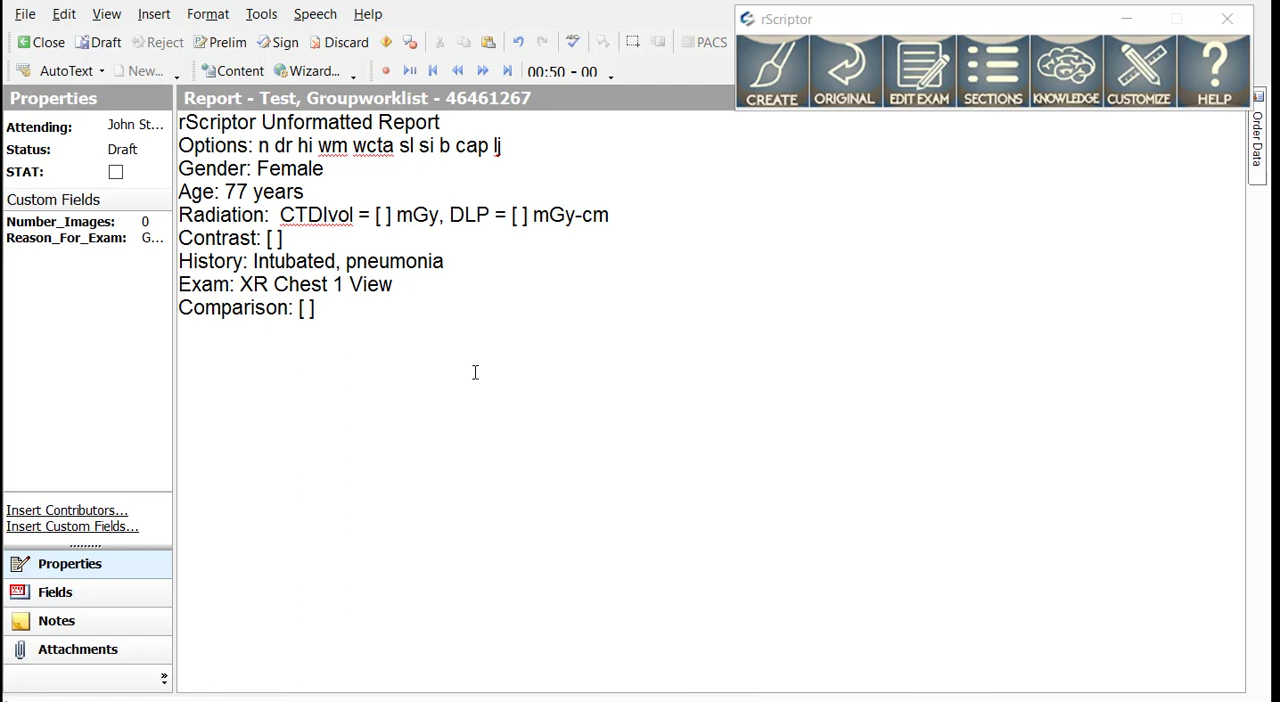 File Edit View Insert Format Tools Speech Help
rScriptor
Close Draft Reject Prelim Sign Discard PACS
AutoText New... Content Wizard... 00:50 - 00
CREATE ORIGINAL EDIT EXAM SECTIONS KNOWLEDGE CUSTOMIZE HELP
?
ABC
Properties
Attending: John St...
Status: Draft
STAT:
Custom Fields
Number_Images: 0
Reason_For_Exam: G...
Insert Contributors...
Insert Custom Fields...
Properties
Fields
Notes
Attachments
»
Report - Test, Groupworklist - 46461267
rScriptor Unformatted Report
Options: n dr hi wm wcta sl si b cap lj
Gender: Female
Age: 77 years
Radiation:  CTDIvol = [ ] mGy, DLP = [ ] mGy-cm
Contrast: [ ]
History: Intubated, pneumonia
Exam: XR Chest 1 View
Comparison: [ ]
Order Data